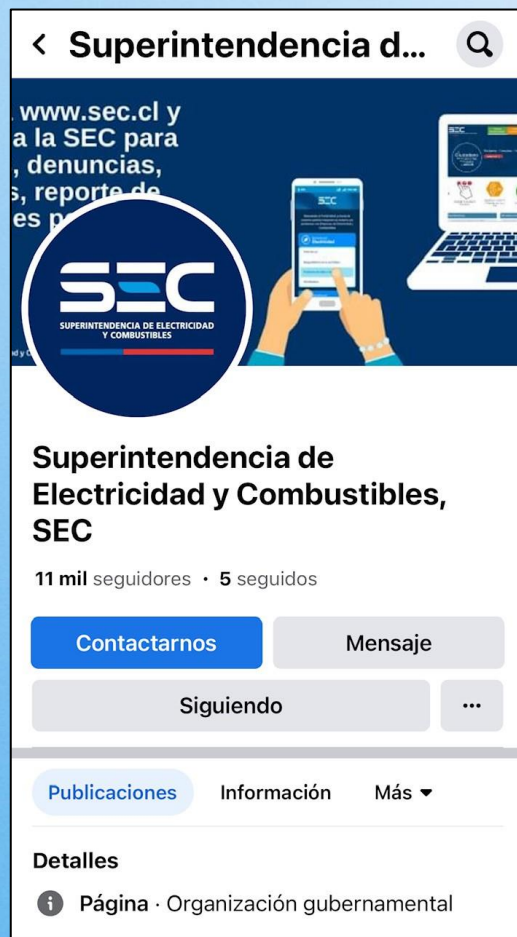 Superintendencia d...
www.sec.cl y
a la SEC para
, denuncias,
s, reporte de
es
SEC
SUPERINTENDENCIA DE ELECTRICIDAD
Y COMBUSTIBLES
Superintendencia de
Electricidad y Combustibles,
SEC
11 mil seguidores · 5 seguidos
Contactarnos Mensaje
Siguiendo ...
Publicaciones Información Más
Detalles
Página · Organización gubernamental